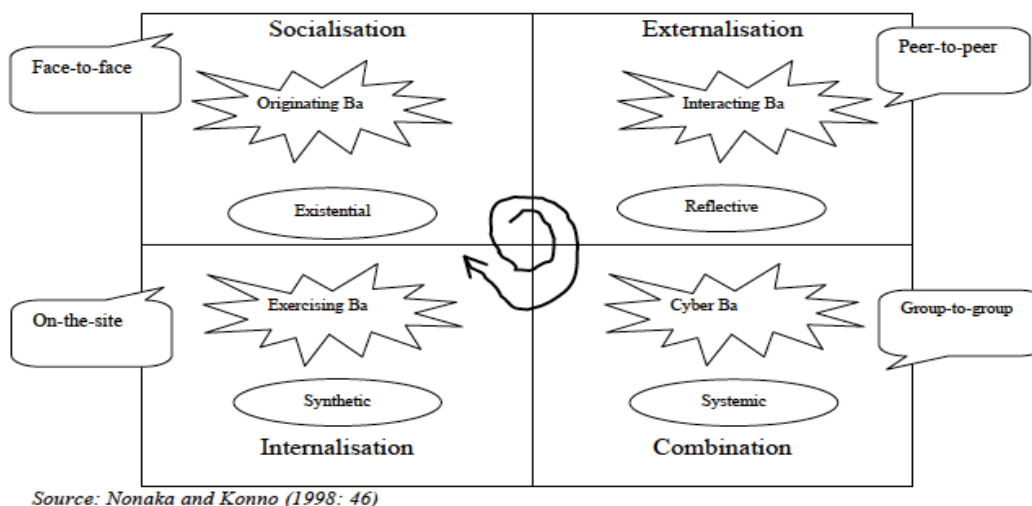 Socialisation
Externalisation
Face-to-face
Peer-to-peer
Originating Ba
Interacting Ba
Existential
Reflective
On-the-site
Exercising Ba
Cyber Ba
Group-to-group
Synthetic
Systemic
Internalisation
Combination
Source: Nonaka and Konno (1998: 46)